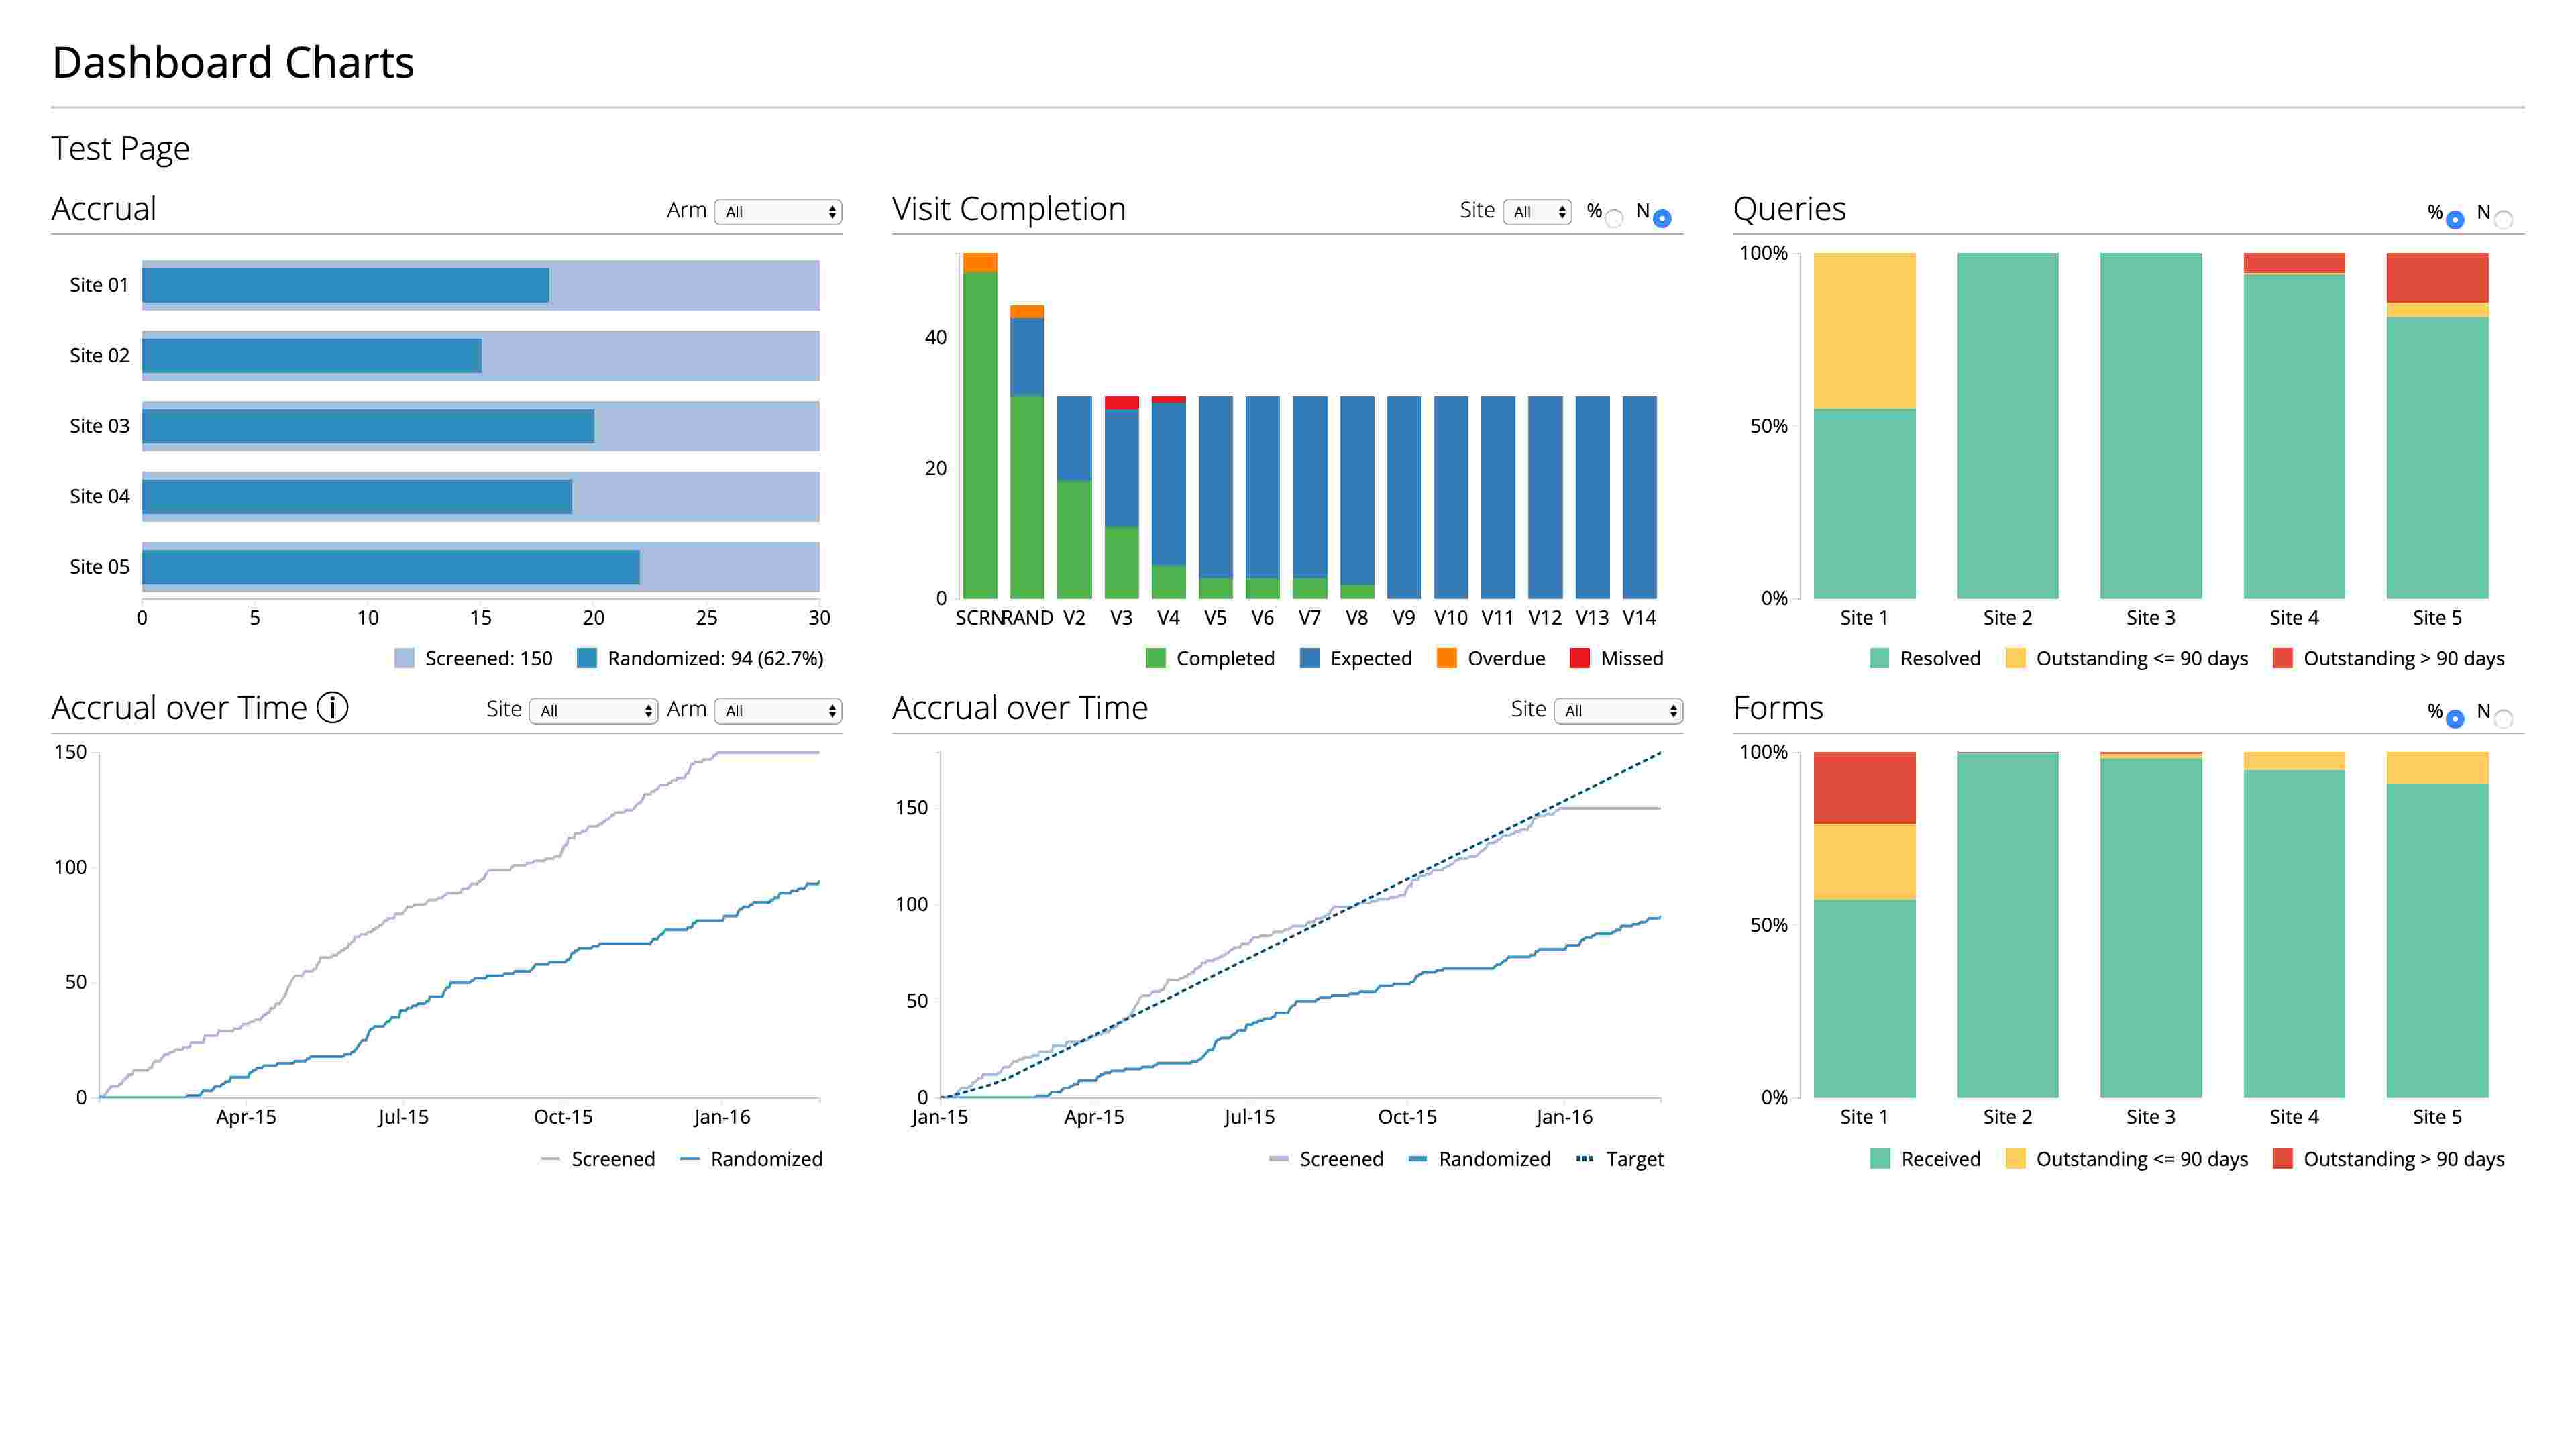 Dashboard Charts
Test Page
Accrual
Arm All
Site 01
Site 02
Site 03
Site 04
Site 05
0 5 10 15 20 25 30
Screened: 150 Randomized: 94 (62.7%)
Visit Completion
Site All % N
40
20
0
SCRN RAND V2 V3 V4 V5 V6 V7 V8 V9 V10 V11 V12 V13 V14
Completed Expected Overdue Missed
Queries
% N
100%
50%
0%
Site 1 Site 2 Site 3 Site 4 Site 5
Resolved Outstanding <= 90 days Outstanding > 90 days
Accrual over Time i
Site All Arm All
150
100
50
0
Apr-15 Jul-15 Oct-15 Jan-16
Screened Randomized
Accrual over Time
Site All
150
100
50
0
Jan-15 Apr-15 Jul-15 Oct-15 Jan-16
Screened Randomized Target
Forms
% N
100%
50%
0%
Site 1 Site 2 Site 3 Site 4 Site 5
Received Outstanding <= 90 days Outstanding > 90 days